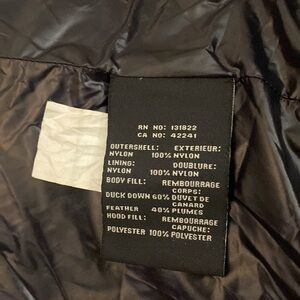 RN NO: 131822
CA NO: 42241
OUTERSHELL: EXTERIEUR:
NYLON 100% NYLON
LINING: DOUBLURE:
NYLON 100% NYLON
BODY FILL: REMBOURRAGE
CORPS:
DUCK DOWN 60% DUVET DE
CANARD
FEATHER 40% PLUMES
HOOD FILL: REMBOURRAGE
CAPUCHE:
POLYESTER 100% POLYESTER